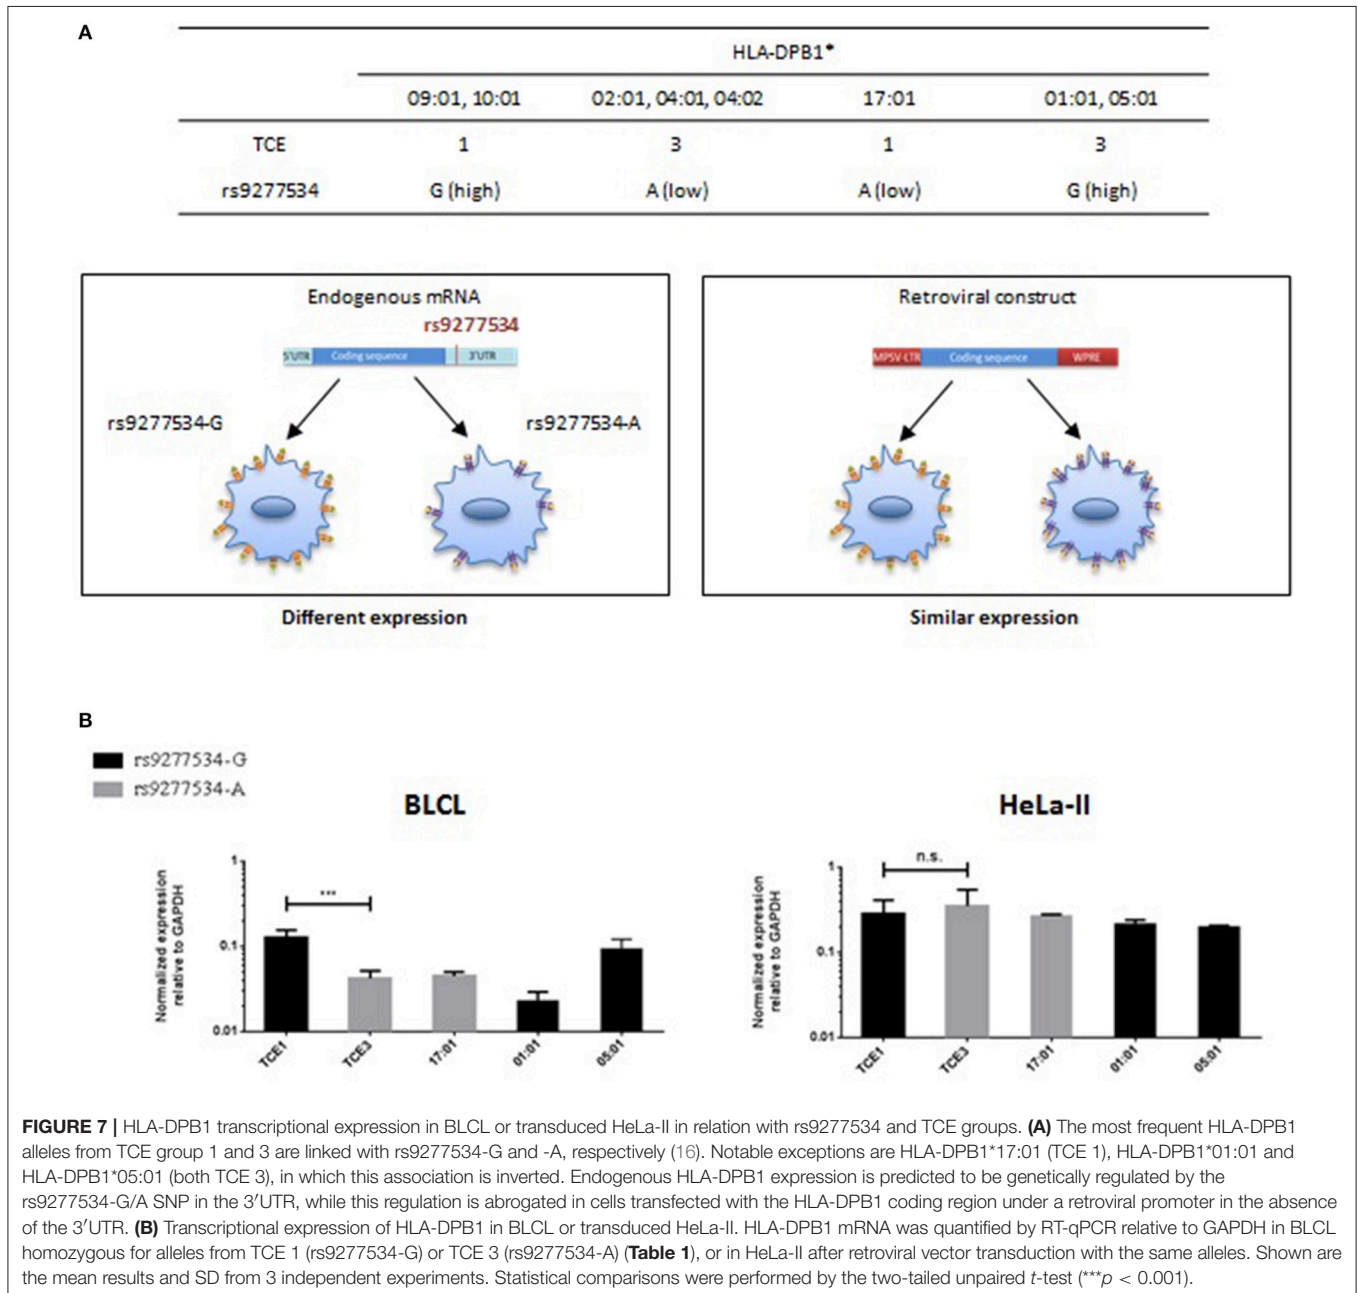 A
HLA-DPB1*
09:01, 10:01 02:01, 04:01, 04:02 17:01 01:01, 05:01
TCE 1 3 1 3
rs9277534 G (high) A (low) A (low) G (high)
Endogenous mRNA
rs9277534
5'UTR Coding sequence 3'UTR
rs9277534-G rs9277534-A
Different expression
Retroviral construct
MPSV-LTR Coding sequence WPRE
Similar expression
B
rs9277534-G
rs9277534-A
BLCL
Normalized expression
relative to GAPDH
1
0.1
0.01
***
TCE1 TCE3 17:01 01:01 05:01
HeLa-II
Normalized expression
relative to GAPDH
1
0.1
0.01
n.s.
TCE1 TCE3 17:01 01:01 05:01
FIGURE 7 | HLA-DPB1 transcriptional expression in BLCL or transduced HeLa-II in relation with rs9277534 and TCE groups. (A) The most frequent HLA-DPB1
alleles from TCE group 1 and 3 are linked with rs9277534-G and -A, respectively (16). Notable exceptions are HLA-DPB1*17:01 (TCE 1), HLA-DPB1*01:01 and
HLA-DPB1*05:01 (both TCE 3), in which this association is inverted. Endogenous HLA-DPB1 expression is predicted to be genetically regulated by the
rs9277534-G/A SNP in the 3′UTR, while this regulation is abrogated in cells transfected with the HLA-DPB1 coding region under a retroviral promoter in the absence
of the 3′UTR. (B) Transcriptional expression of HLA-DPB1 in BLCL or transduced HeLa-II. HLA-DPB1 mRNA was quantified by RT-qPCR relative to GAPDH in BLCL
homozygous for alleles from TCE 1 (rs9277534-G) or TCE 3 (rs9277534-A) (Table 1), or in HeLa-II after retroviral vector transduction with the same alleles. Shown are
the mean results and SD from 3 independent experiments. Statistical comparisons were performed by the two-tailed unpaired t-test (***p < 0.001).